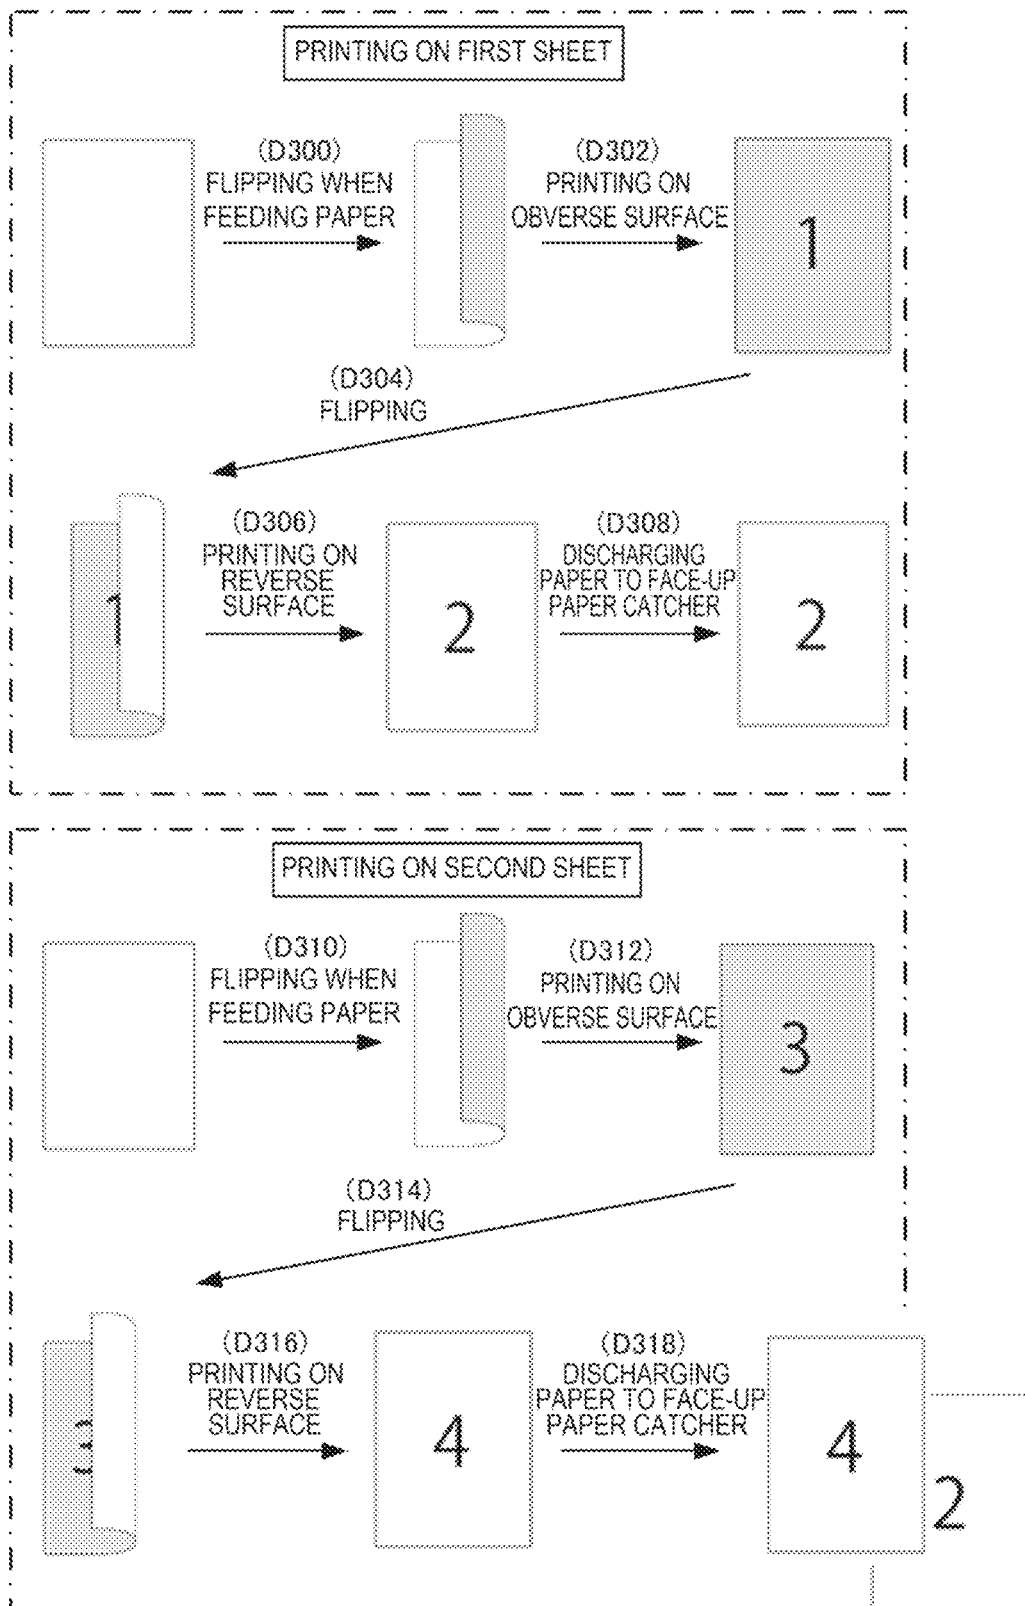 PRINTING ON FIRST SHEET
(D300)
FLIPPING WHEN
FEEDING PAPER
(D302)
PRINTING ON
OBVERSE SURFACE
1
(D304)
FLIPPING
1
(D306)
PRINTING ON
REVERSE
SURFACE
2
(D308)
DISCHARGING
PAPER TO FACE-UP
PAPER CATCHER
2
PRINTING ON SECOND SHEET
(D310)
FLIPPING WHEN
FEEDING PAPER
(D312)
PRINTING ON
OBVERSE SURFACE
3
(D314)
FLIPPING
3
(D316)
PRINTING ON
REVERSE
SURFACE
4
(D318)
DISCHARGING
PAPER TO FACE-UP
PAPER CATCHER
4
2